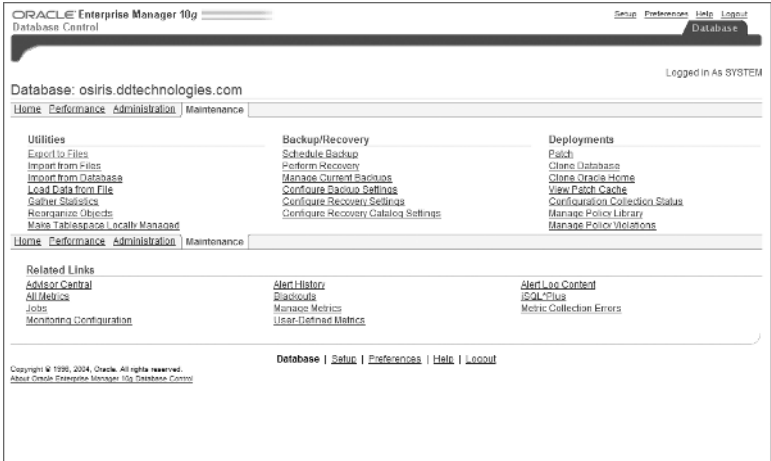 ORACLE Enterprise Manager 10g
Database Control
Setup Preferences Help Logout
Database
Logged in As SYSTEM
Database: osiris.ddtechnologies.com
Home Performance Administration Maintenance
Utilities
Export to Files
Import from Files
Import from Database
Load Data from File
Gather Statistics
Reorganize Objects
Make Tablespace Locally Managed
Backup/Recovery
Schedule Backup
Perform Recovery
Manage Current Backups
Configure Backup Settings
Configure Recovery Settings
Configure Recovery Catalog Settings
Deployments
Patch
Clone Database
Clone Oracle Home
View Patch Cache
Configuration Collection Status
Manage Policy Library
Manage Policy Violations
Home Performance Administration Maintenance
Related Links
Advisor Central
All Metrics
Jobs
Monitoring Configuration
Alert History
Blackouts
Manage Metrics
User-Defined Metrics
Alert Log Content
iSQL*Plus
Metric Collection Errors
Database | Setup | Preferences | Help | Logout
Copyright © 1996, 2004, Oracle. All rights reserved.
About Oracle Enterprise Manager 10g Database Control